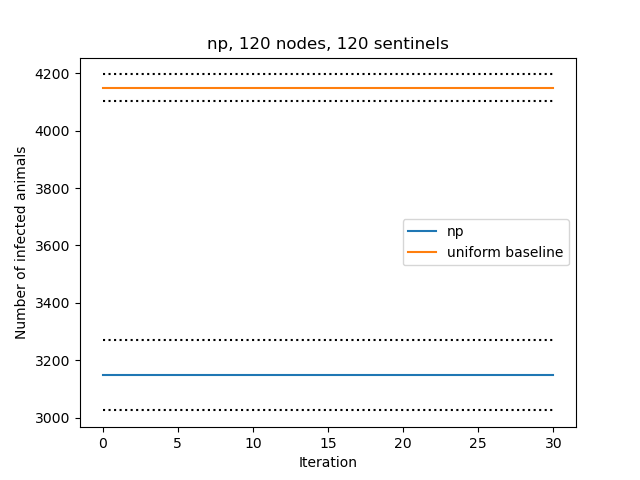 np, 120 nodes, 120 sentinels
Number of infected animals
4200
4000
3800
3600
3400
3200
3000
np
uniform baseline
0 5 10 15 20 25 30
Iteration